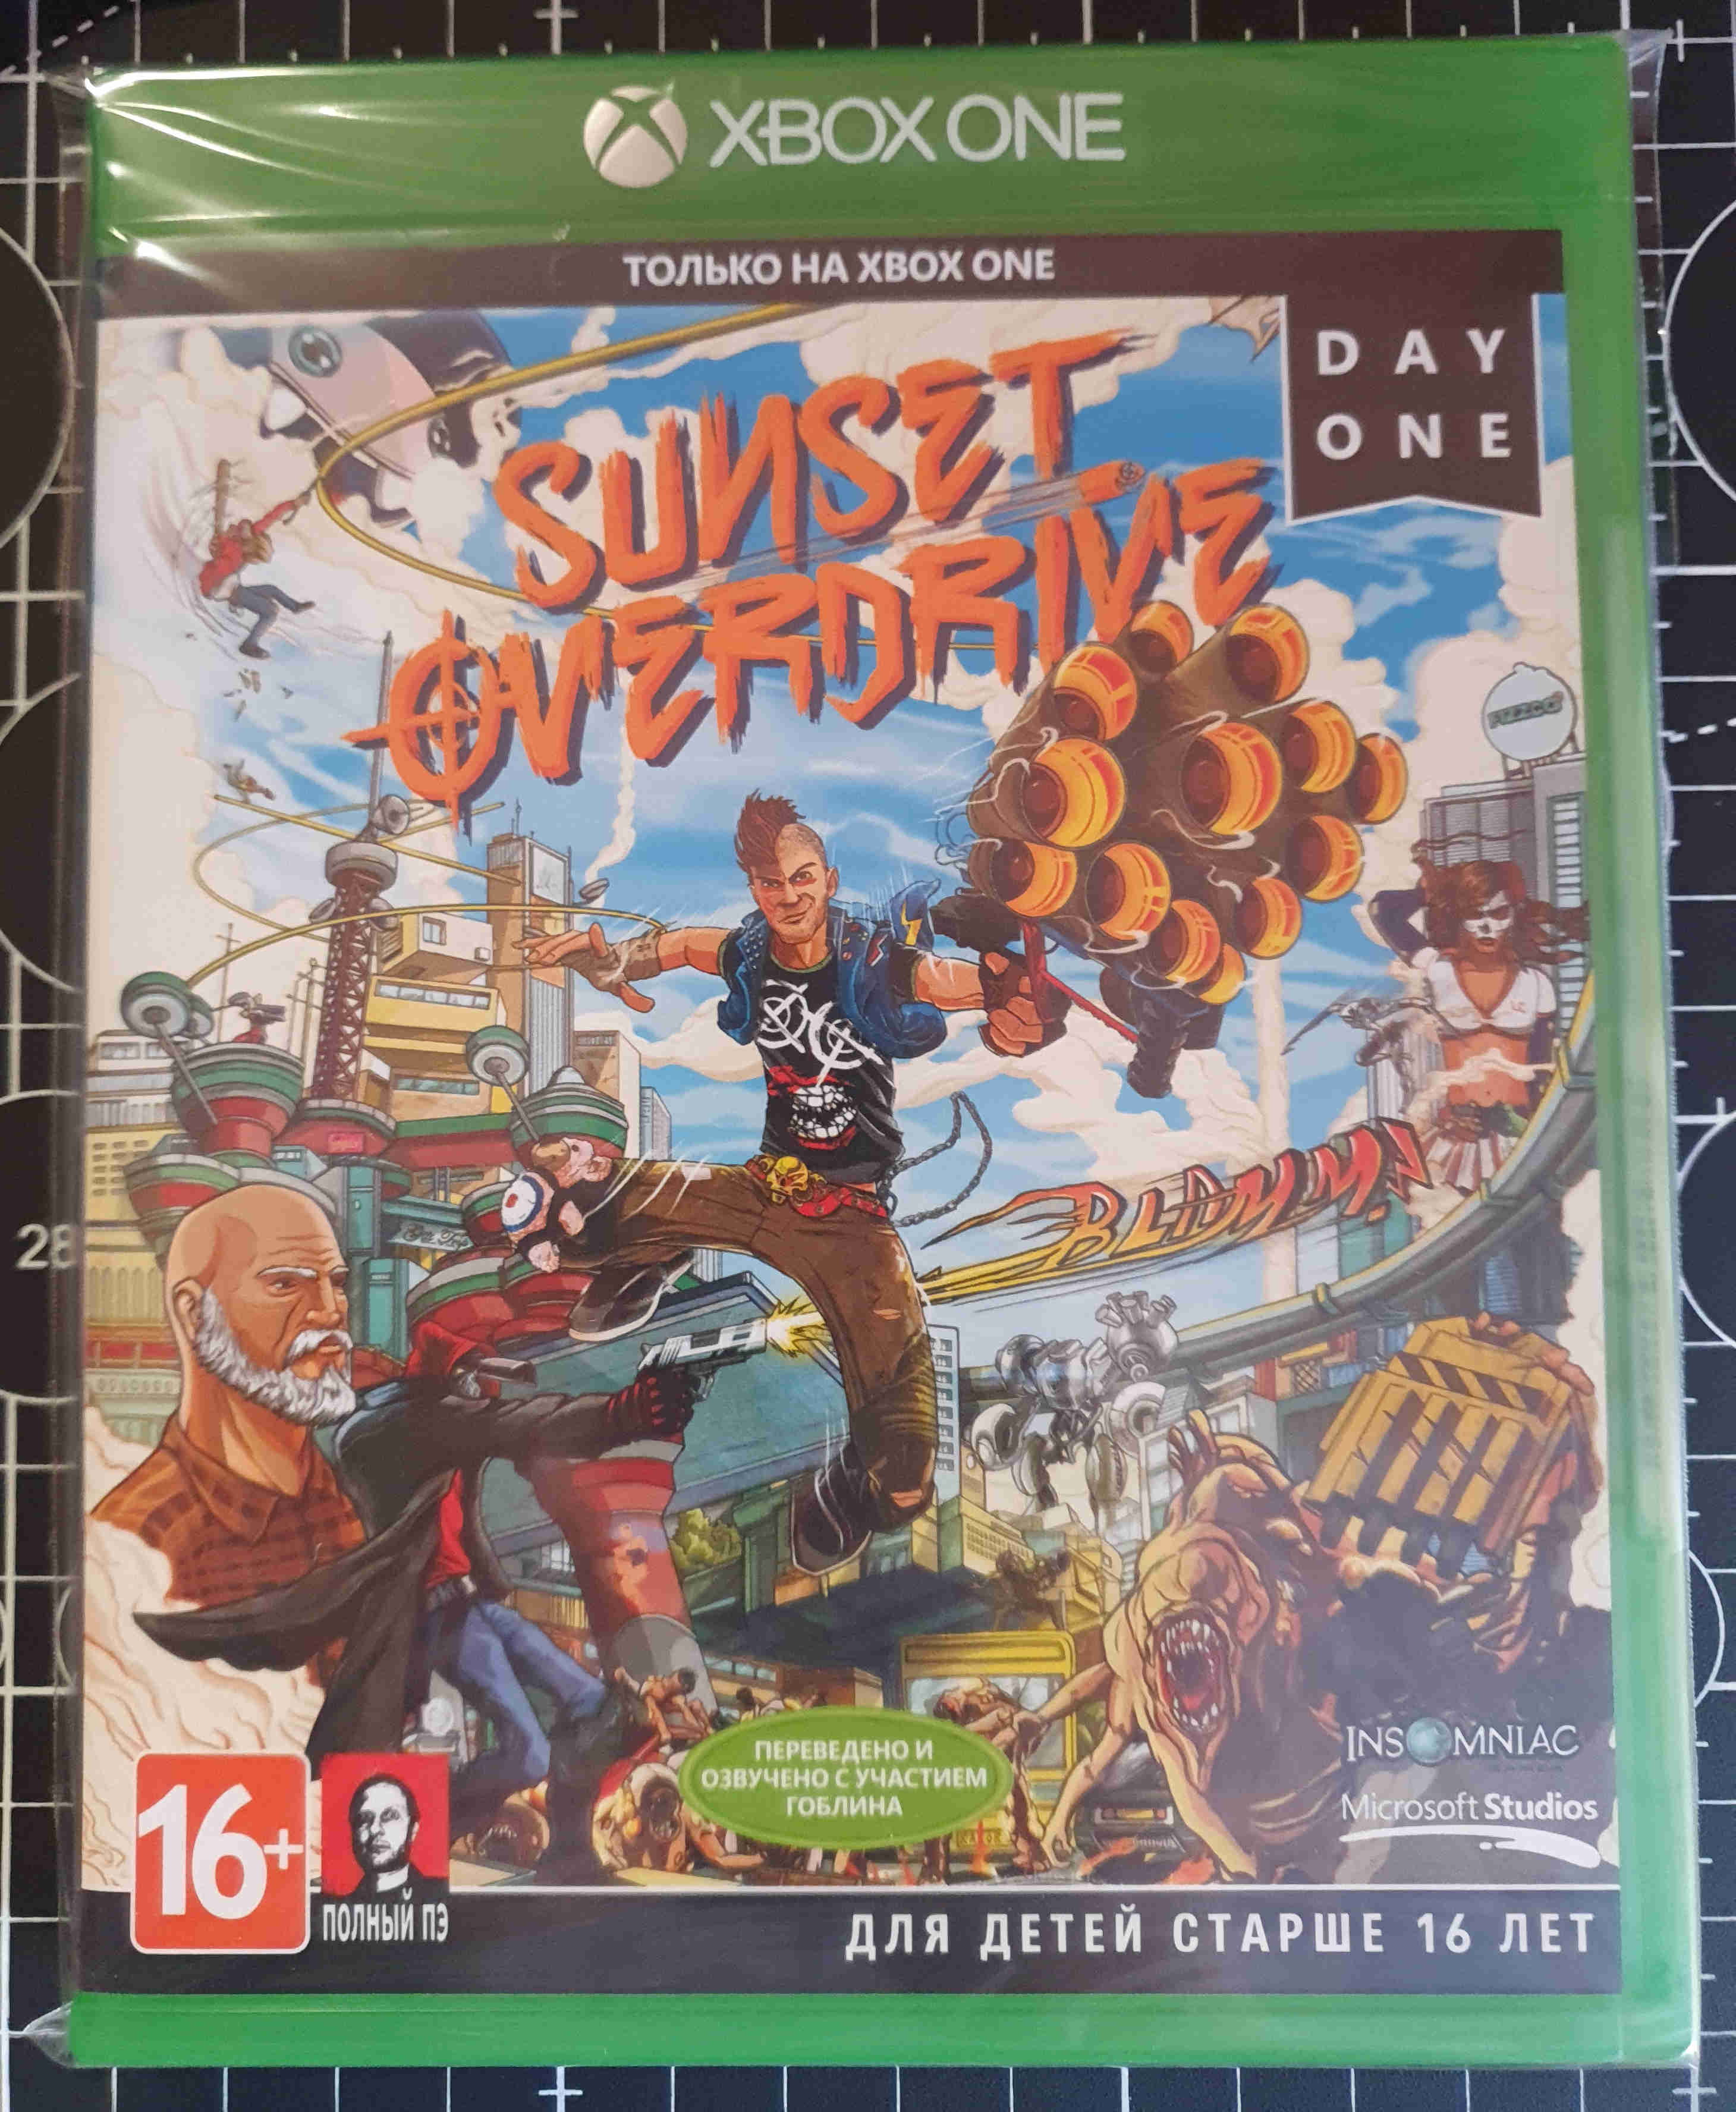 XBOX ONE
ТОЛЬКО НА XBOX ONE
DAY
ONE
SUNSET
OVERDRIVE
BLAMM!
28
ПЕРЕВЕДЕНО И
ОЗВУЧЕНО С УЧАСТИЕМ
ГОБЛИНА
INSOMNIAC
Microsoft Studios
16+
ПОЛНЫЙ ПЭ
ДЛЯ ДЕТЕЙ СТАРШЕ 16 ЛЕТ